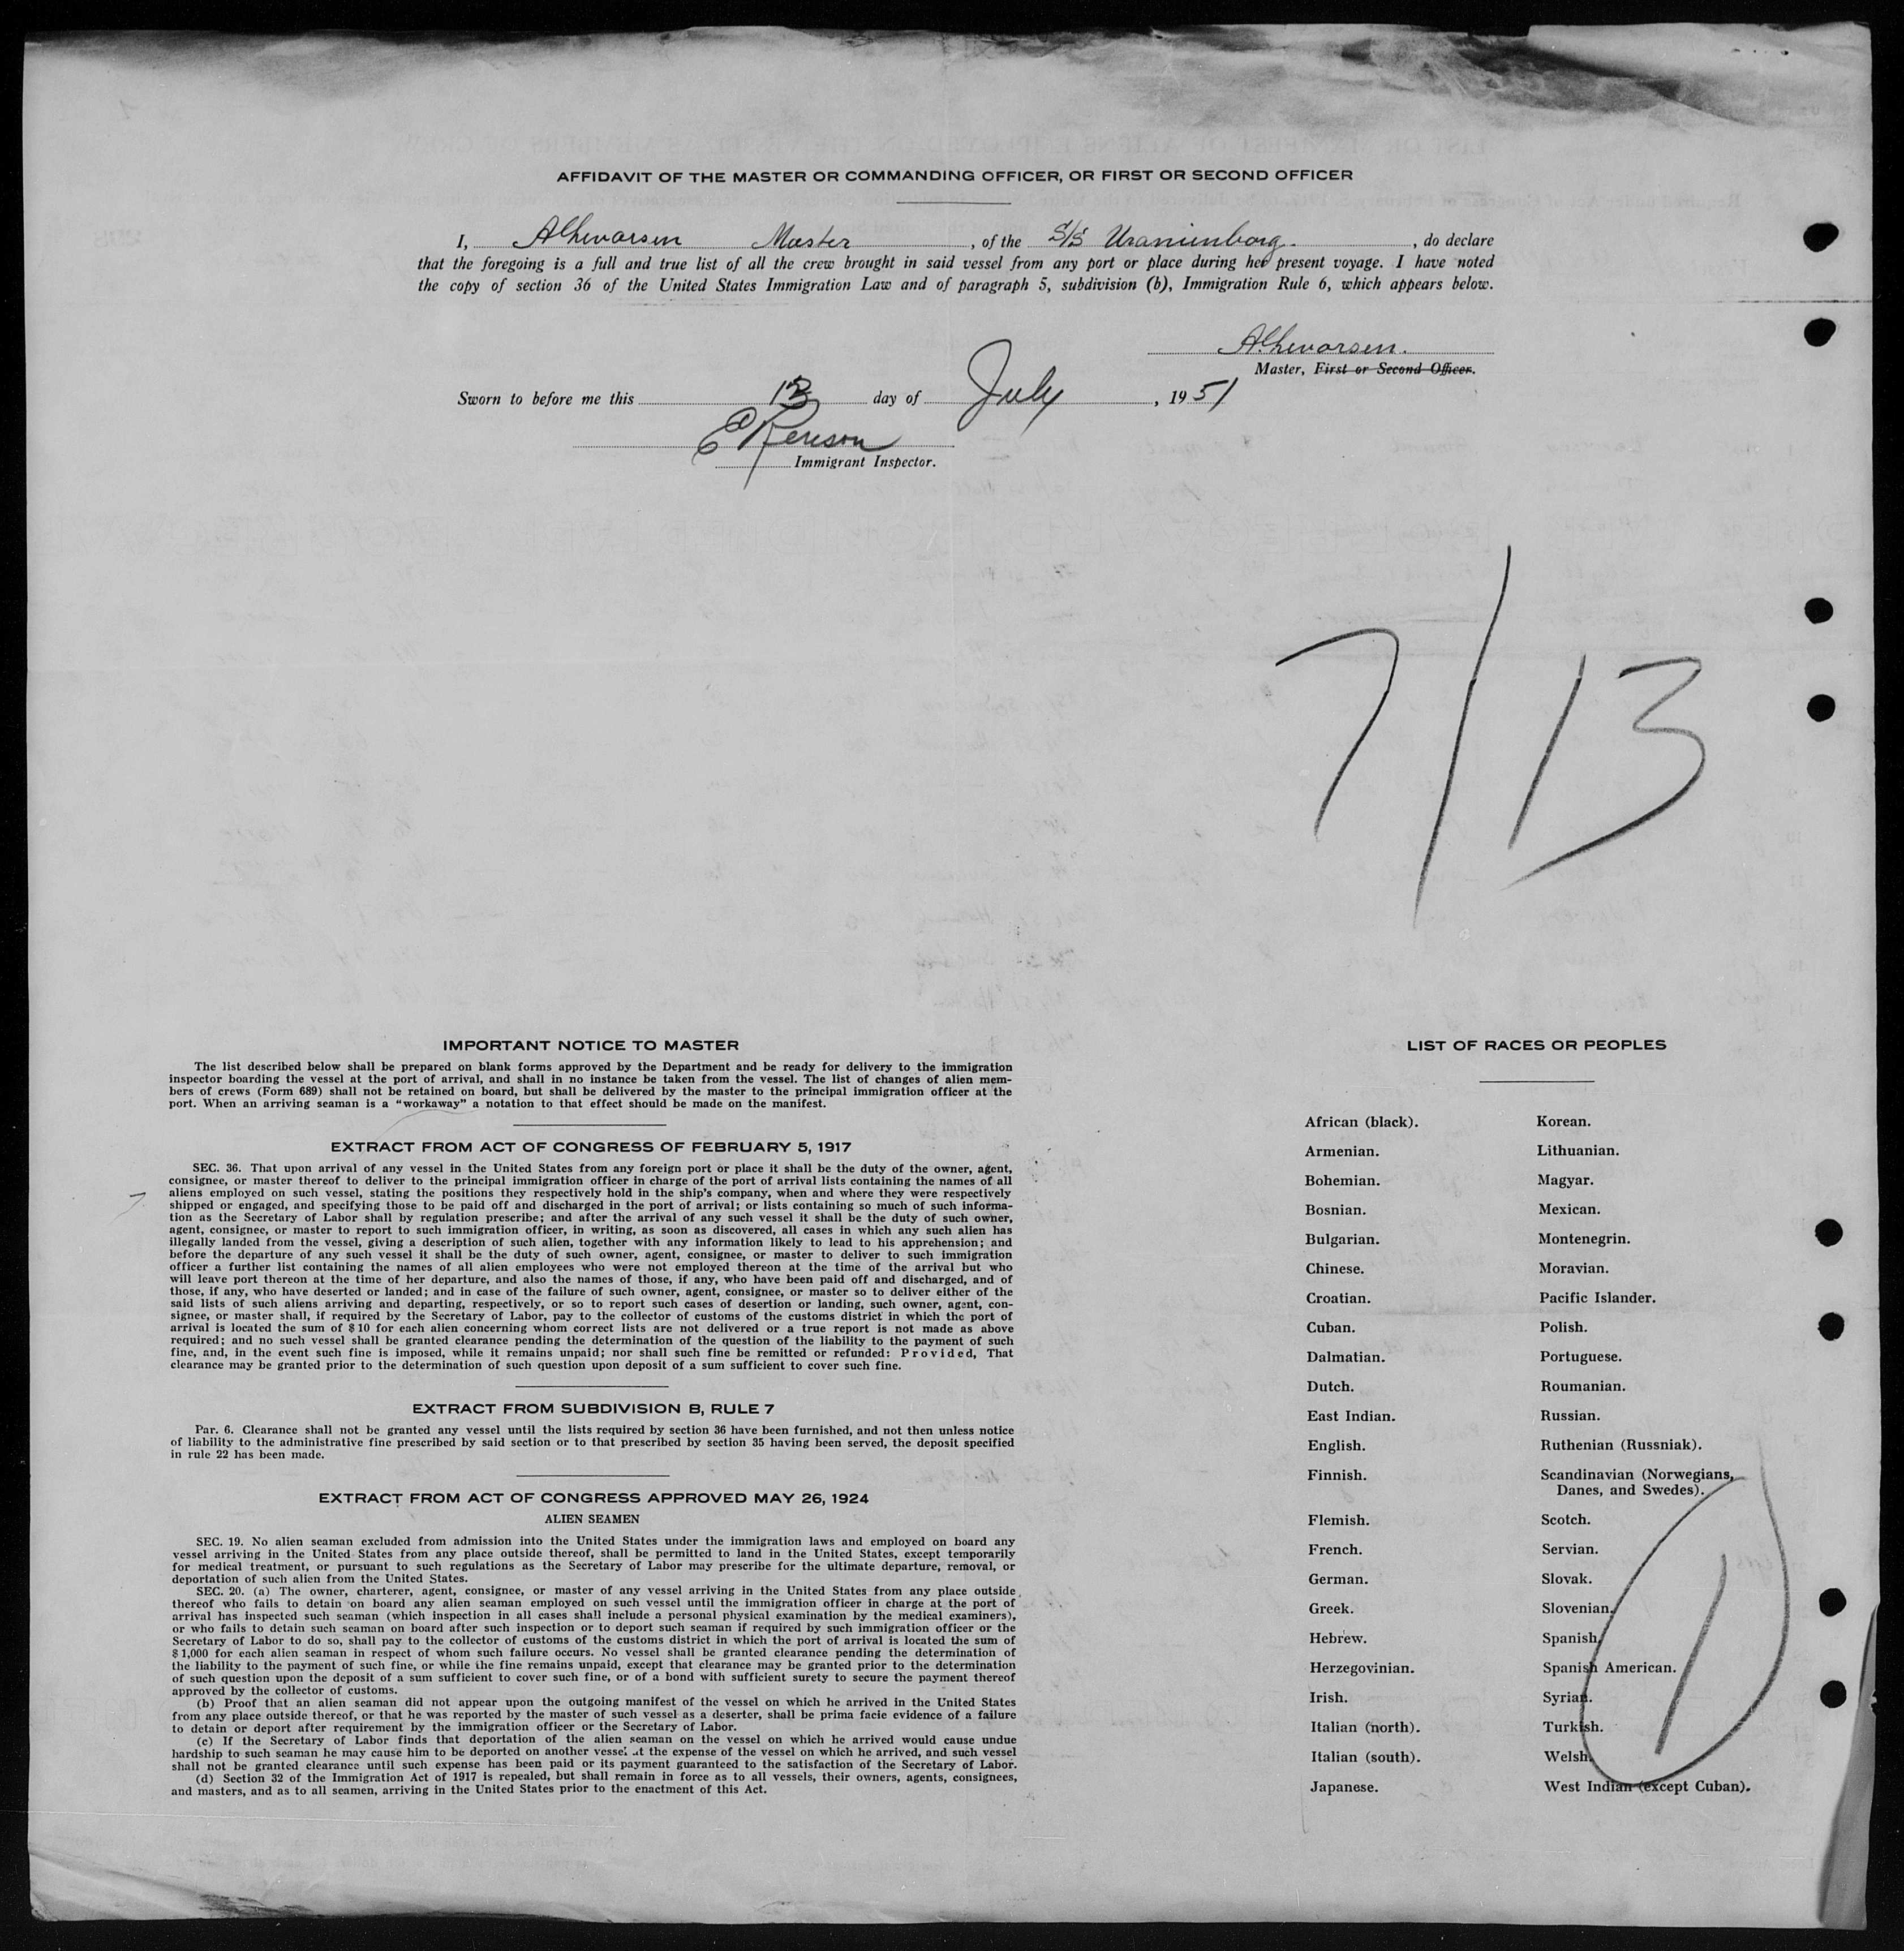 AFFIDAVIT OF THE MASTER OR COMMANDING OFFICER, OR FIRST OR SECOND OFFICER
I, Master, of the S/S Uranienborg., do declare
that the foregoing is a full and true list of all the crew brought in said vessel from any port or place during her present voyage. I have noted
the copy of section 36 of the United States Immigration Law and of paragraph 5, subdivision (b), Immigration Rule 6, which appears below.
Master, First or Second Officer.
Sworn to before me this 13 day of July, 1951
Immigrant Inspector.
7/13
IMPORTANT NOTICE TO MASTER
The list described below shall be prepared on blank forms approved by the Department and be ready for delivery to the immigration
inspector boarding the vessel at the port of arrival, and shall in no instance be taken from the vessel. The list of changes of alien mem-
bers of crews (Form 689) shall not be retained on board, but shall be delivered by the master to the principal immigration officer at the
port. When an arriving seaman is a “workaway” a notation to that effect should be made on the manifest.
EXTRACT FROM ACT OF CONGRESS OF FEBRUARY 5, 1917
SEC. 36. That upon arrival of any vessel in the United States from any foreign port or place it shall be the duty of the owner, agent,
consignee, or master thereof to deliver to the principal immigration officer in charge of the port of arrival lists containing the names of all
aliens employed on such vessel, stating the positions they respectively hold in the ship's company, when and where they were respectively
shipped or engaged, and specifying those to be paid off and discharged in the port of arrival; or lists containing so much of such informa-
tion as the Secretary of Labor shall by regulation prescribe; and after the arrival of any such vessel it shall be the duty of such owner,
agent, consignee, or master to report to such immigration officer, in writing, as soon as discovered, all cases in which any such alien has
illegally landed from the vessel, giving a description of such alien, together with any information likely to lead to his apprehension; and
before the departure of any such vessel it shall be the duty of such owner, agent, consignee, or master to deliver to such immigration
officer a further list containing the names of all alien employees who were not employed thereon at the time of the arrival but who
will leave port thereon at the time of her departure, and also the names of those, if any, who have been paid off and discharged, and of
those, if any, who have deserted or landed; and in case of the failure of such owner, agent, consignee, or master so to deliver either of the
said lists of such aliens arriving and departing, respectively, or so to report such cases of desertion or landing, such owner, agent, con-
signee, or master shall, if required by the Secretary of Labor, pay to the collector of customs of the customs district in which the port of
arrival is located the sum of $10 for each alien concerning whom correct lists are not delivered or a true report is not made as above
required; and no such vessel shall be granted clearance pending the determination of the question of the liability to the payment of such
fine, and, in the event such fine is imposed, while it remains unpaid; nor shall such fine be remitted or refunded: Provided, That
clearance may be granted prior to the determination of such question upon deposit of a sum sufficient to cover such fine.
EXTRACT FROM SUBDIVISION B, RULE 7
Par. 6. Clearance shall not be granted any vessel until the lists required by section 36 have been furnished, and not then unless notice
of liability to the administrative fine prescribed by said section or to that prescribed by section 35 having been served, the deposit specified
in rule 22 has been made.
EXTRACT FROM ACT OF CONGRESS APPROVED MAY 26, 1924
ALIEN SEAMEN
SEC. 19. No alien seaman excluded from admission into the United States under the immigration laws and employed on board any
vessel arriving in the United States from any place outside thereof, shall be permitted to land in the United States, except temporarily
for medical treatment, or pursuant to such regulations as the Secretary of Labor may prescribe for the ultimate departure, removal, or
deportation of such alien from the United States.
SEC. 20. (a) The owner, charterer, agent, consignee, or master of any vessel arriving in the United States from any place outside
thereof who fails to detain on board any alien seaman employed on such vessel until the immigration officer in charge at the port of
arrival has inspected such seaman (which inspection in all cases shall include a personal physical examination by the medical examiners),
or who fails to detain such seaman on board after such inspection or to deport such seaman if required by such immigration officer or the
Secretary of Labor to do so, shall pay to the collector of customs of the customs district in which the port of arrival is located the sum of
$1,000 for each alien seaman in respect of whom such failure occurs. No vessel shall be granted clearance pending the determination of
the liability to the payment of such fine, or while the fine remains unpaid, except that clearance may be granted prior to the determination
of such question upon the deposit of a sum sufficient to cover such fine, or of a bond with sufficient surety to secure the payment thereof
approved by the collector of customs.
(b) Proof that an alien seaman did not appear upon the outgoing manifest of the vessel on which he arrived in the United States
from any place outside thereof, or that he was reported by the master of such vessel as a deserter, shall be prima facie evidence of a failure
to detain or deport after requirement by the immigration officer or the Secretary of Labor.
(c) If the Secretary of Labor finds that deportation of the alien seaman on the vessel on which he arrived would cause undue
hardship to such seaman he may cause him to be deported on another vessel at the expense of the vessel on which he arrived, and such vessel
shall not be granted clearance until such expense has been paid or its payment guaranteed to the satisfaction of the Secretary of Labor.
(d) Section 32 of the Immigration Act of 1917 is repealed, but shall remain in force as to all vessels, their owners, agents, consignees,
and masters, and as to all seamen, arriving in the United States prior to the enactment of this Act.
LIST OF RACES OR PEOPLES
African (black).
Armenian.
Bohemian.
Bosnian.
Bulgarian.
Chinese.
Croatian.
Cuban.
Dalmatian.
Dutch.
East Indian.
English.
Finnish.
Flemish.
French.
German.
Greek.
Hebrew.
Herzegovinian.
Irish.
Italian (north).
Italian (south).
Japanese.
Korean.
Lithuanian.
Magyar.
Mexican.
Montenegrin.
Moravian.
Pacific Islander.
Polish.
Portuguese.
Roumanian.
Russian.
Ruthenian (Russniak).
Scandinavian (Norwegians,
Danes, and Swedes).
Scotch.
Servian.
Slovak.
Slovenian.
Spanish.
Spanish American.
Syrian.
Turkish.
Welsh.
West Indian (except Cuban).
1